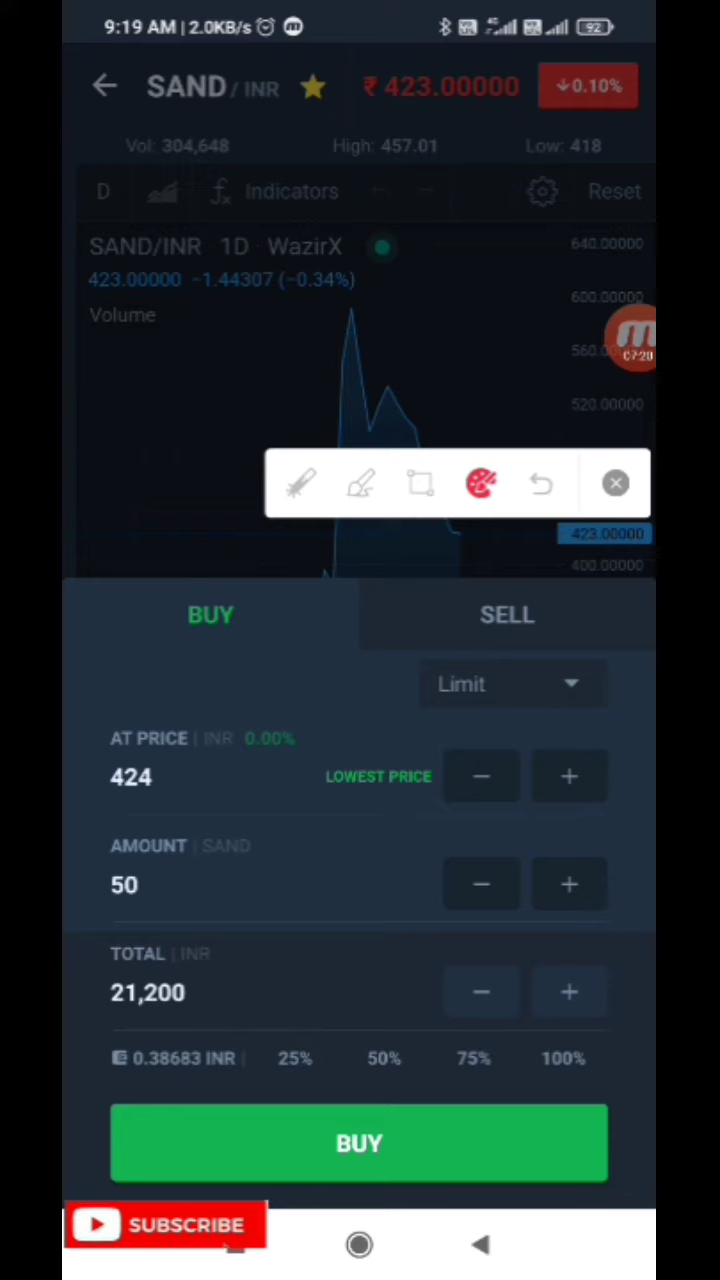 9:19 AM | 2.0KB/s 92
SAND / INR ₹ 423.00000 ↓0.10%
Vol: 304,648 High: 457.01 Low: 418
D fx Indicators Reset
SAND/INR 1D · WazirX 640.00000
423.00000 −1.44307 (−0.34%)
600.00000
Volume
07:20
520.00000
423.00000
400.00000
BUY SELL
Limit
AT PRICE | INR 0.00%
424 LOWEST PRICE − +
AMOUNT | SAND
50 − +
TOTAL | INR
21,200 − +
0.38683 INR | 25% 50% 75% 100%
BUY
SUBSCRIBE